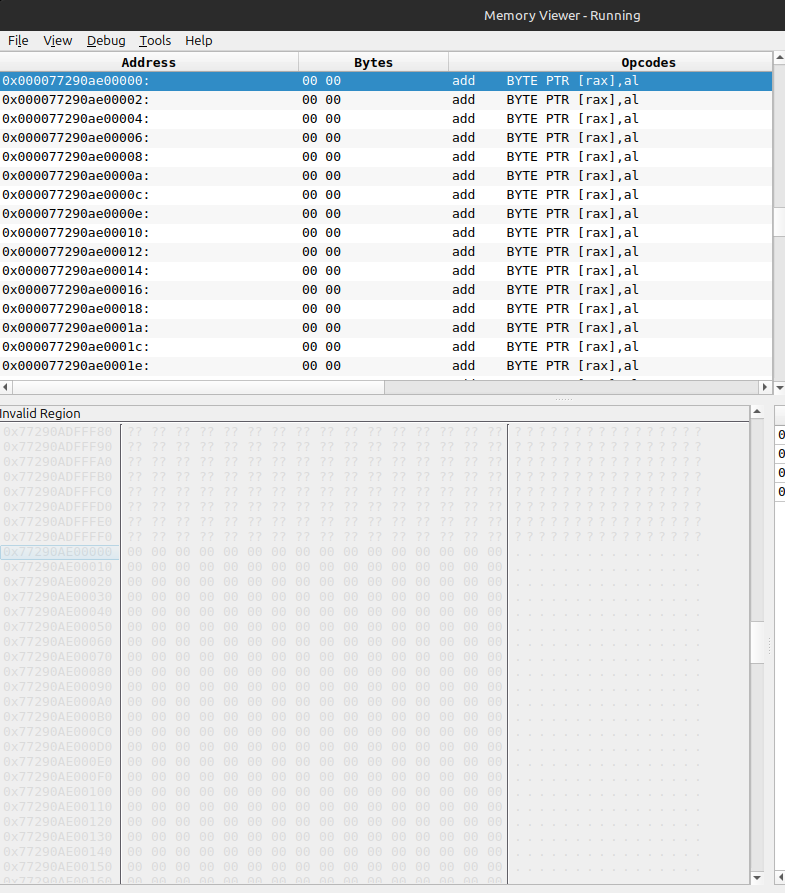 Memory Viewer - Running
File View Debug Tools Help
Address Bytes Opcodes
0x000077290ae00000: 00 00 add BYTE PTR [rax],al
0x000077290ae00002: 00 00 add BYTE PTR [rax],al
0x000077290ae00004: 00 00 add BYTE PTR [rax],al
0x000077290ae00006: 00 00 add BYTE PTR [rax],al
0x000077290ae00008: 00 00 add BYTE PTR [rax],al
0x000077290ae0000a: 00 00 add BYTE PTR [rax],al
0x000077290ae0000c: 00 00 add BYTE PTR [rax],al
0x000077290ae0000e: 00 00 add BYTE PTR [rax],al
0x000077290ae00010: 00 00 add BYTE PTR [rax],al
0x000077290ae00012: 00 00 add BYTE PTR [rax],al
0x000077290ae00014: 00 00 add BYTE PTR [rax],al
0x000077290ae00016: 00 00 add BYTE PTR [rax],al
0x000077290ae00018: 00 00 add BYTE PTR [rax],al
0x000077290ae0001a: 00 00 add BYTE PTR [rax],al
0x000077290ae0001c: 00 00 add BYTE PTR [rax],al
0x000077290ae0001e: 00 00 add BYTE PTR [rax],al
Invalid Region
0x77290ADFFF80 ?? ?? ?? ?? ?? ?? ?? ?? ?? ?? ?? ?? ?? ?? ?? ?? ????????????????
0x77290ADFFF90 ?? ?? ?? ?? ?? ?? ?? ?? ?? ?? ?? ?? ?? ?? ?? ?? ????????????????
0x77290ADFFFA0 ?? ?? ?? ?? ?? ?? ?? ?? ?? ?? ?? ?? ?? ?? ?? ?? ????????????????
0x77290ADFFFB0 ?? ?? ?? ?? ?? ?? ?? ?? ?? ?? ?? ?? ?? ?? ?? ?? ????????????????
0x77290ADFFFC0 ?? ?? ?? ?? ?? ?? ?? ?? ?? ?? ?? ?? ?? ?? ?? ?? ????????????????
0x77290ADFFFD0 ?? ?? ?? ?? ?? ?? ?? ?? ?? ?? ?? ?? ?? ?? ?? ?? ????????????????
0x77290ADFFFE0 ?? ?? ?? ?? ?? ?? ?? ?? ?? ?? ?? ?? ?? ?? ?? ?? ????????????????
0x77290ADFFFF0 ?? ?? ?? ?? ?? ?? ?? ?? ?? ?? ?? ?? ?? ?? ?? ?? ????????????????
0x77290AE00000 00 00 00 00 00 00 00 00 00 00 00 00 00 00 00 00 ................
0x77290AE00010 00 00 00 00 00 00 00 00 00 00 00 00 00 00 00 00 ................
0x77290AE00020 00 00 00 00 00 00 00 00 00 00 00 00 00 00 00 00 ................
0x77290AE00030 00 00 00 00 00 00 00 00 00 00 00 00 00 00 00 00 ................
0x77290AE00040 00 00 00 00 00 00 00 00 00 00 00 00 00 00 00 00 ................
0x77290AE00050 00 00 00 00 00 00 00 00 00 00 00 00 00 00 00 00 ................
0x77290AE00060 00 00 00 00 00 00 00 00 00 00 00 00 00 00 00 00 ................
0x77290AE00070 00 00 00 00 00 00 00 00 00 00 00 00 00 00 00 00 ................
0x77290AE00080 00 00 00 00 00 00 00 00 00 00 00 00 00 00 00 00 ................
0x77290AE00090 00 00 00 00 00 00 00 00 00 00 00 00 00 00 00 00 ................
0x77290AE000A0 00 00 00 00 00 00 00 00 00 00 00 00 00 00 00 00 ................
0x77290AE000B0 00 00 00 00 00 00 00 00 00 00 00 00 00 00 00 00 ................
0x77290AE000C0 00 00 00 00 00 00 00 00 00 00 00 00 00 00 00 00 ................
0x77290AE000D0 00 00 00 00 00 00 00 00 00 00 00 00 00 00 00 00 ................
0x77290AE000E0 00 00 00 00 00 00 00 00 00 00 00 00 00 00 00 00 ................
0x77290AE000F0 00 00 00 00 00 00 00 00 00 00 00 00 00 00 00 00 ................
0x77290AE00100 00 00 00 00 00 00 00 00 00 00 00 00 00 00 00 00 ................
0x77290AE00110 00 00 00 00 00 00 00 00 00 00 00 00 00 00 00 00 ................
0x77290AE00120 00 00 00 00 00 00 00 00 00 00 00 00 00 00 00 00 ................
0x77290AE00130 00 00 00 00 00 00 00 00 00 00 00 00 00 00 00 00 ................
0x77290AE00140 00 00 00 00 00 00 00 00 00 00 00 00 00 00 00 00 ................
0x77290AE00150 00 00 00 00 00 00 00 00 00 00 00 00 00 00 00 00 ................
0x77290AE00160 00 00 00 00 00 00 00 00 00 00 00 00 00 00 00 00 ................
0
0
0
0